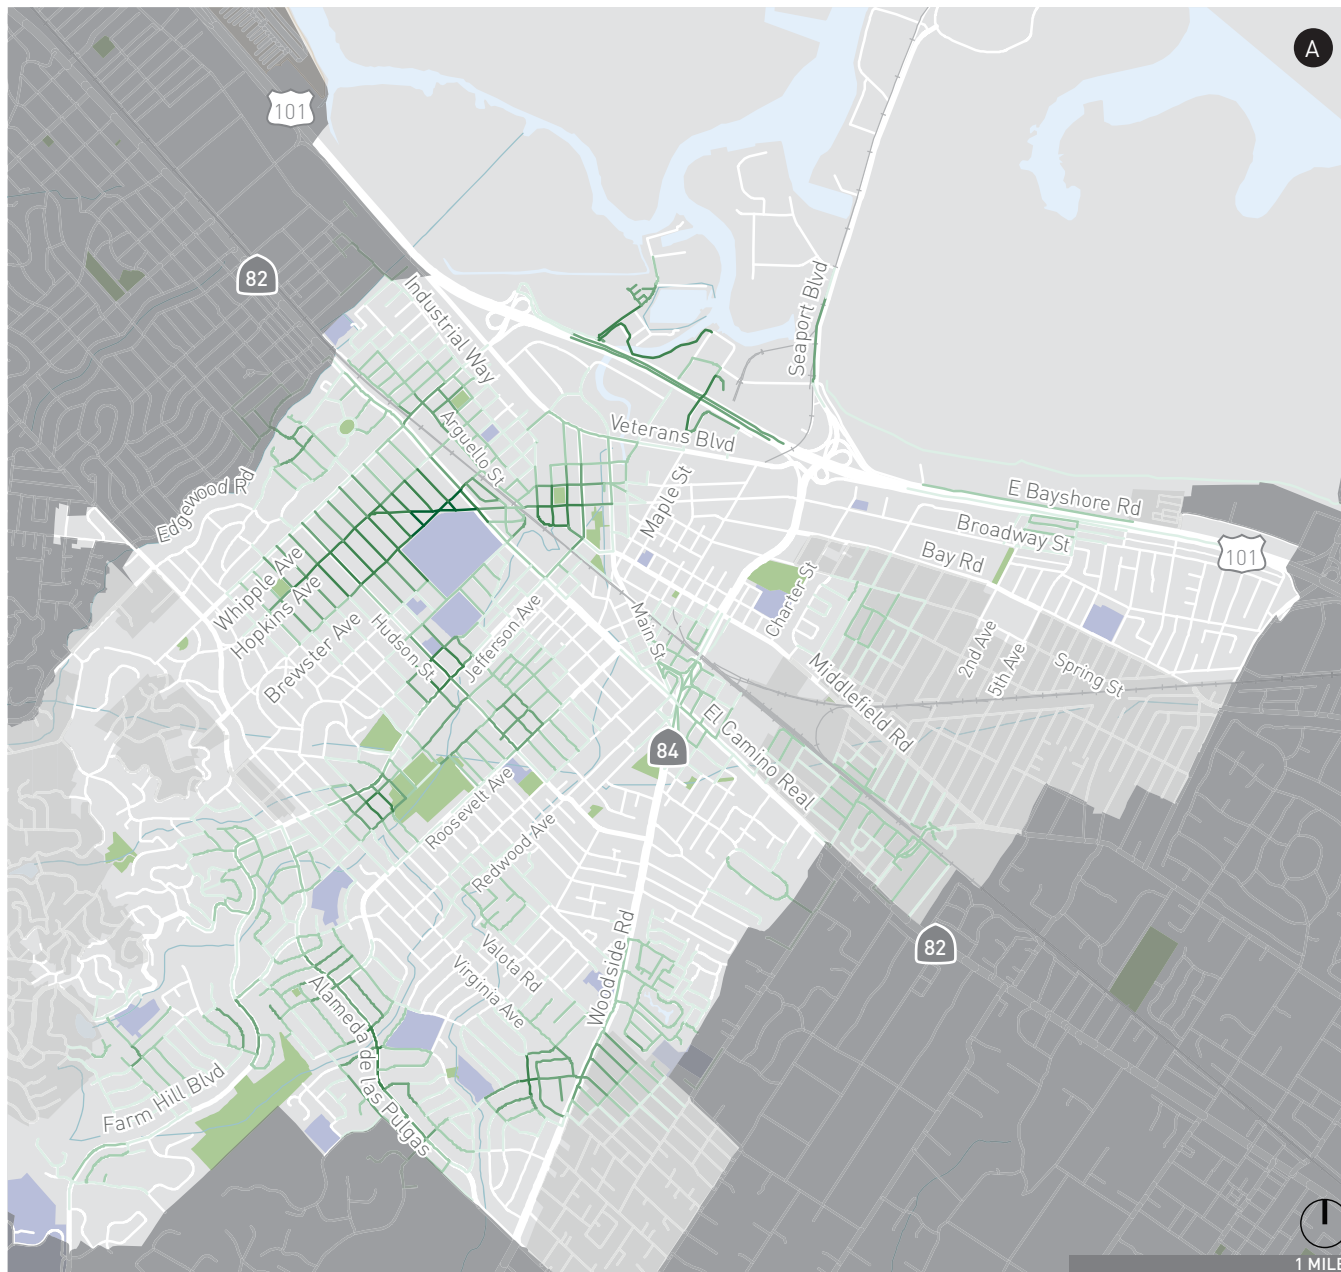 A
101
82
Industrial Way
Seaport Blvd
Arguello St
Veterans Blvd
Maple St
Edgewood Rd
E Bayshore Rd
Broadway St
Bay Rd
101
Whipple Ave
Hopkins Ave
Brewster Ave
Hudson St
Jefferson Ave
Main St
Charter St
2nd Ave
5th Ave
Spring St
Middlefield Rd
El Camino Real
84
Roosevelt Ave
Redwood Ave
Valota Rd
Virginia Ave
Woodside Rd
82
Alameda de las Pulgas
Farm Hill Blvd
1 MILE